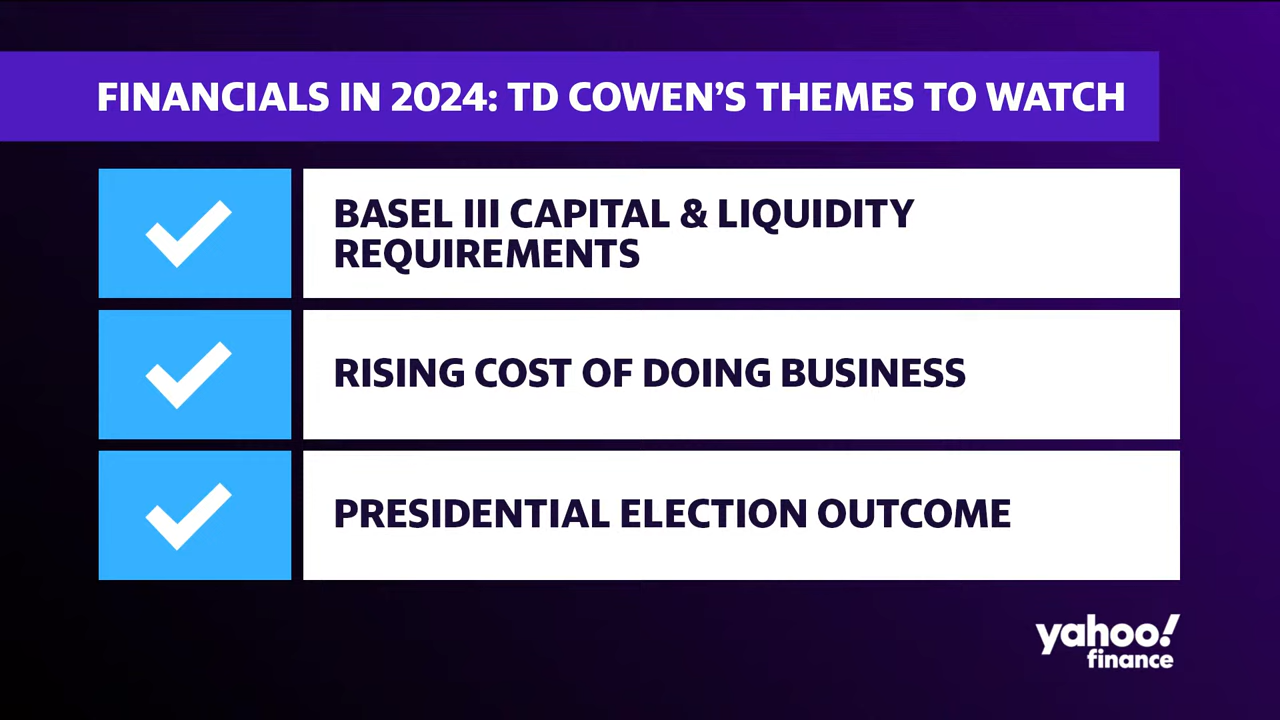 FINANCIALS IN 2024: TD COWEN'S THEMES TO WATCH
BASEL III CAPITAL & LIQUIDITY
REQUIREMENTS
RISING COST OF DOING BUSINESS
PRESIDENTIAL ELECTION OUTCOME
yahoo!
finance